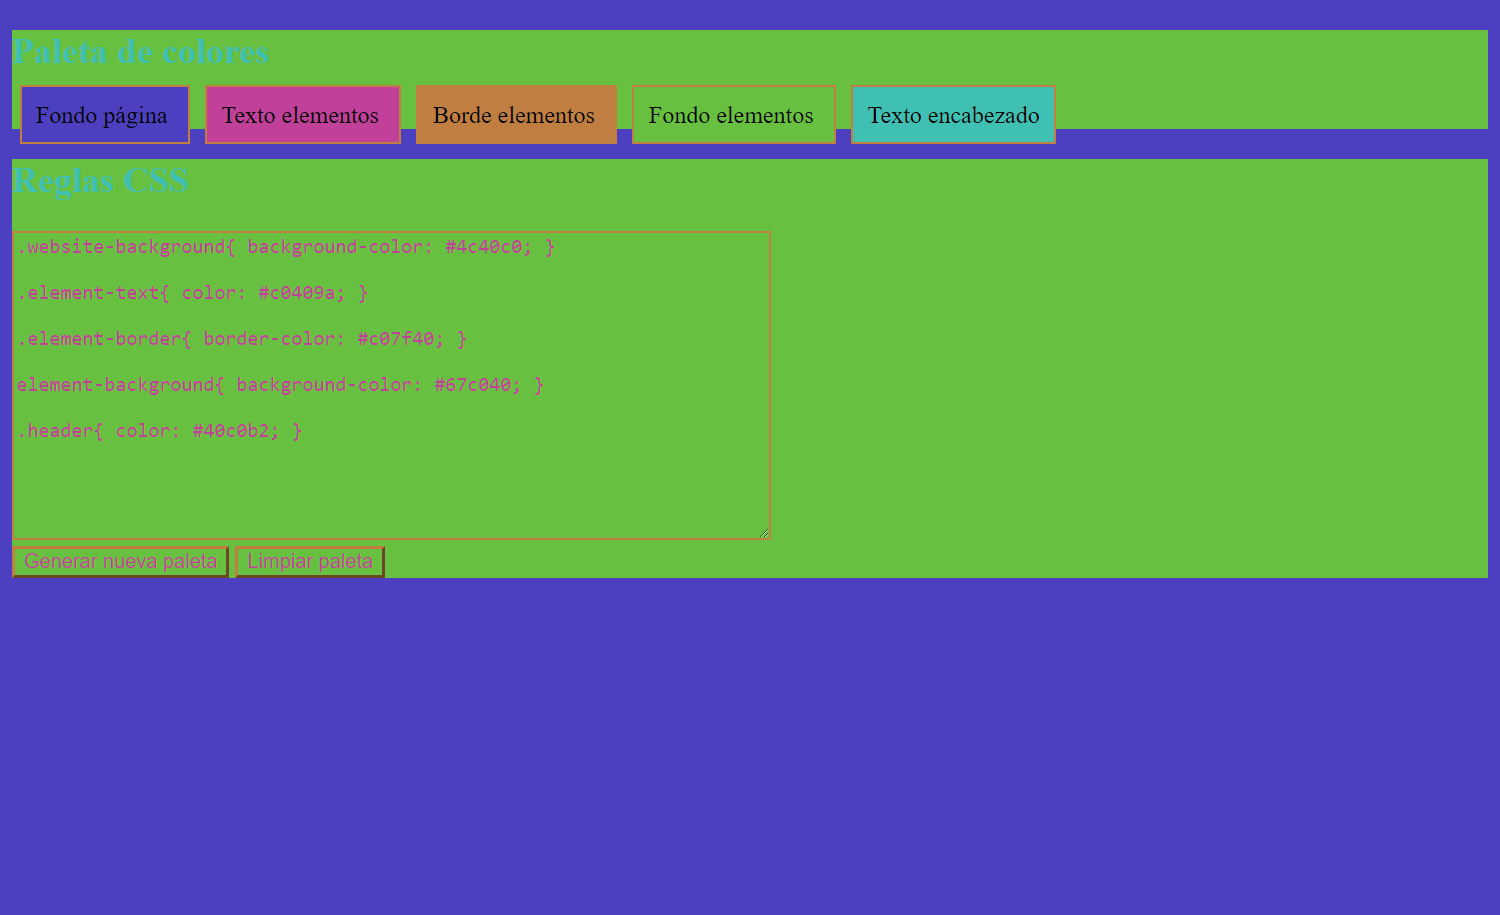 Paleta de colores
Fondo página Texto elementos Borde elementos Fondo elementos Texto encabezado
Reglas CSS
.website-background{ background-color: #4c40c0; }
.element-text{ color: #c0409a; }
.element-border{ border-color: #c07f40; }
element-background{ background-color: #67c040; }
.header{ color: #40c0b2; }
Generar nueva paleta Limpiar paleta